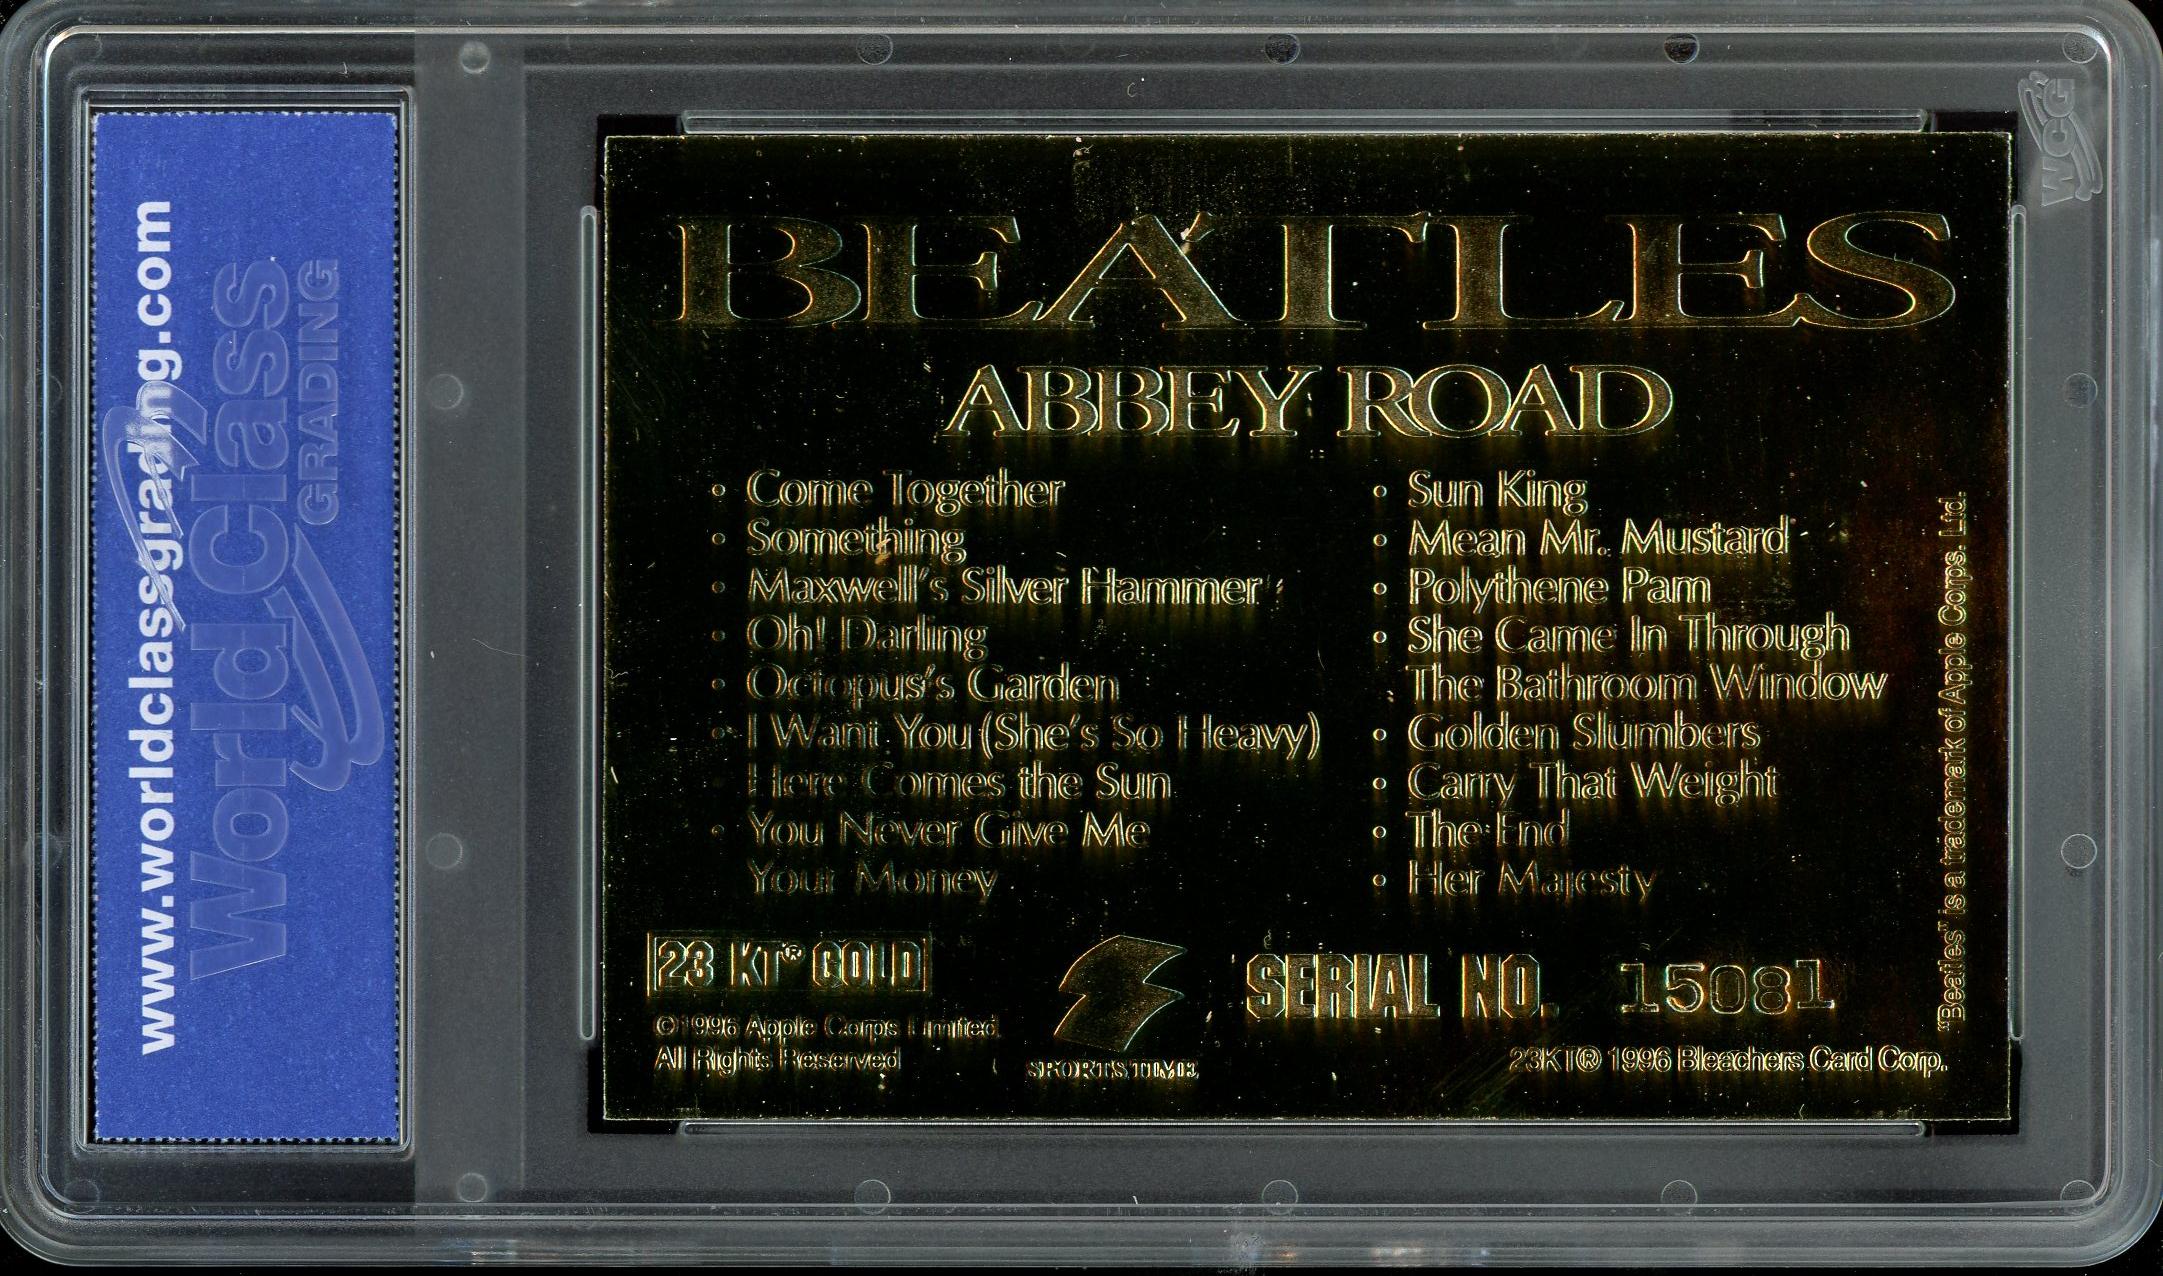 www.worldclassgrading.com
World Class
GRADING
WCG
BEATLES
ABBEY ROAD
• Come Together
• Something
• Maxwell's Silver Hammer
• Oh! Darling
• Octopus's Garden
• I Want You (She's So Heavy)
Here Comes the Sun
• You Never Give Me
Your Money
• Sun King
• Mean Mr. Mustard
• Polythene Pam
• She Came In Through
The Bathroom Window
• Golden Slumbers
• Carry That Weight
• The End
• Her Majesty
"Beatles" is a trademark of Apple Corps. Ltd.
23 KT® GOLD
©1996 Apple Corps Limited
All Rights Reserved
SPORTSTIME
SERIAL NO. 15081
23KT® 1996 Bleachers Card Corp.